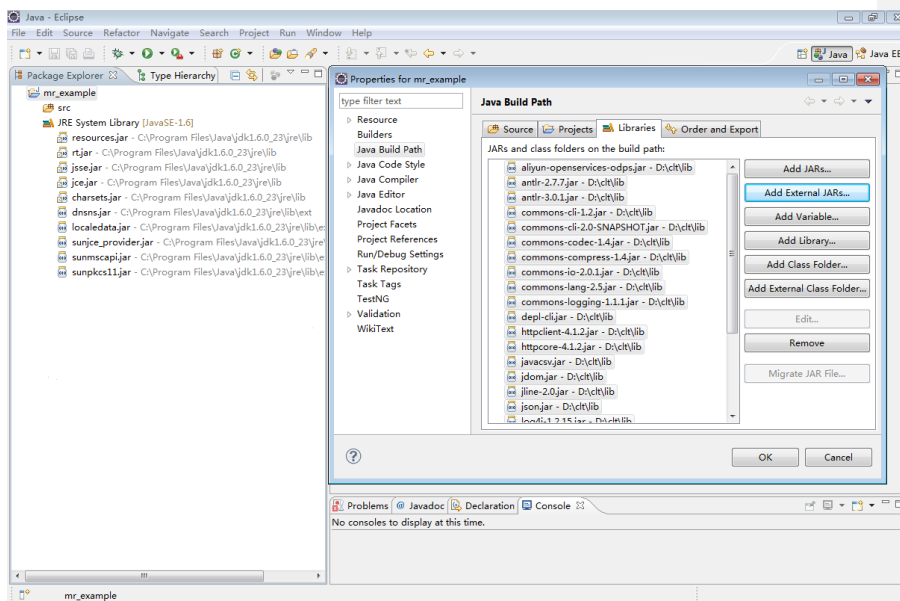 Java - Eclipse
File Edit Source Refactor Navigate Search Project Run Window Help
Java Java EE
Package Explorer Type Hierarchy
mr_example
src
JRE System Library [JavaSE-1.6]
resources.jar - C:\Program Files\Java\jdk1.6.0_23\jre\lib
rt.jar - C:\Program Files\Java\jdk1.6.0_23\jre\lib
jsse.jar - C:\Program Files\Java\jdk1.6.0_23\jre\lib
jce.jar - C:\Program Files\Java\jdk1.6.0_23\jre\lib
charsets.jar - C:\Program Files\Java\jdk1.6.0_23\jre\lib
dnsns.jar - C:\Program Files\Java\jdk1.6.0_23\jre\lib\ext
localedata.jar - C:\Program Files\Java\jdk1.6.0_23\jre\lib\e
sunjce_provider.jar - C:\Program Files\Java\jdk1.6.0_23\jre
sunmscapi.jar - C:\Program Files\Java\jdk1.6.0_23\jre\lib\e
sunpkcs11.jar - C:\Program Files\Java\jdk1.6.0_23\jre\lib\e
Properties for mr_example
type filter text
Resource
Builders
Java Build Path
Java Code Style
Java Compiler
Java Editor
Javadoc Location
Project Facets
Project References
Run/Debug Settings
Task Repository
Task Tags
TestNG
Validation
WikiText
Java Build Path
Source Projects Libraries Order and Export
JARs and class folders on the build path:
aliyun-openservices-odps.jar - D:\clt\lib
antlr-2.7.7.jar - D:\clt\lib
antlr-3.0.1.jar - D:\clt\lib
commons-cli-1.2.jar - D:\clt\lib
commons-cli-2.0-SNAPSHOT.jar - D:\clt\lib
commons-codec-1.4.jar - D:\clt\lib
commons-compress-1.4.jar - D:\clt\lib
commons-io-2.0.1.jar - D:\clt\lib
commons-lang-2.5.jar - D:\clt\lib
commons-logging-1.1.1.jar - D:\clt\lib
depl-cli.jar - D:\clt\lib
httpclient-4.1.2.jar - D:\clt\lib
httpcore-4.1.2.jar - D:\clt\lib
javacsv.jar - D:\clt\lib
jdom.jar - D:\clt\lib
jline-2.0.jar - D:\clt\lib
json.jar - D:\clt\lib
log4j-1.2.15.jar - D:\clt\lib
Add JARs...
Add External JARs...
Add Variable...
Add Library...
Add Class Folder...
Add External Class Folder...
Edit...
Remove
Migrate JAR File...
OK Cancel
Problems Javadoc Declaration Console
No consoles to display at this time.
mr_example